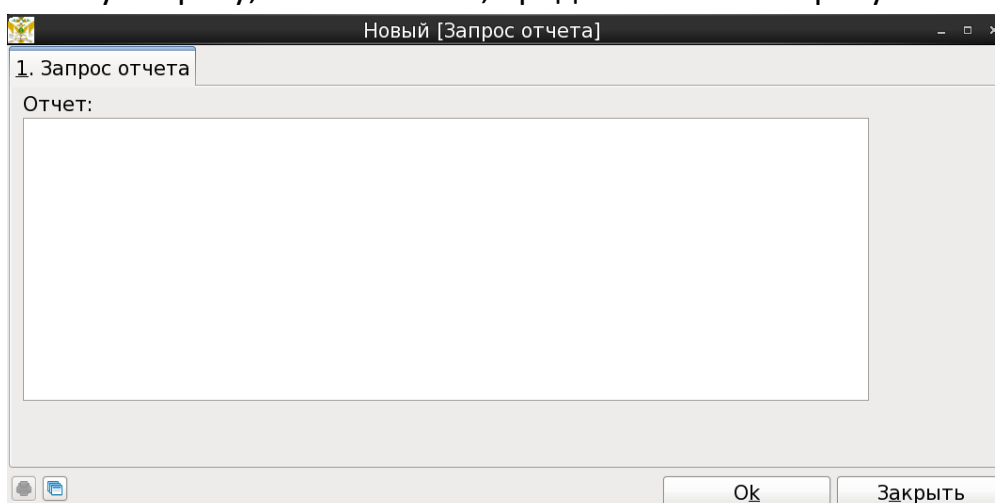 Новый [Запрос отчета]
1. Запрос отчета
Отчет:
Ok
Закрыть